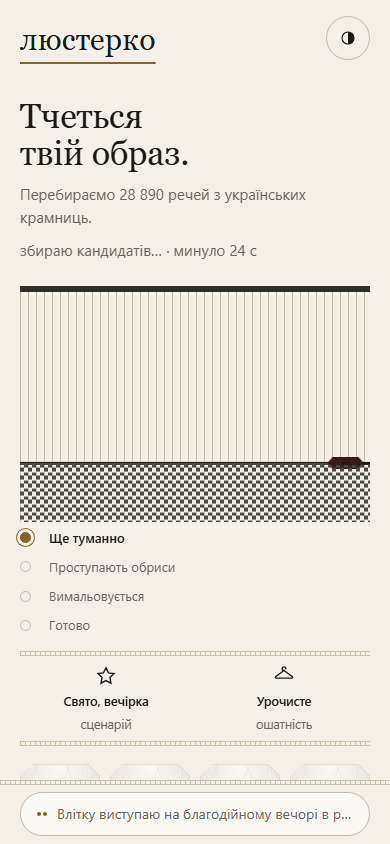 люстерко
Тчеться
твій образ.
Перебираємо 28 890 речей з українських
крамниць.
збираю кандидатів... · минуло 24 с
Ще туманно
Проступають обриси
Вимальовується
Готово
Свято, вечірка
Урочисте
сценарій
ошатність
Влітку виступаю на благодійному вечорі в р...